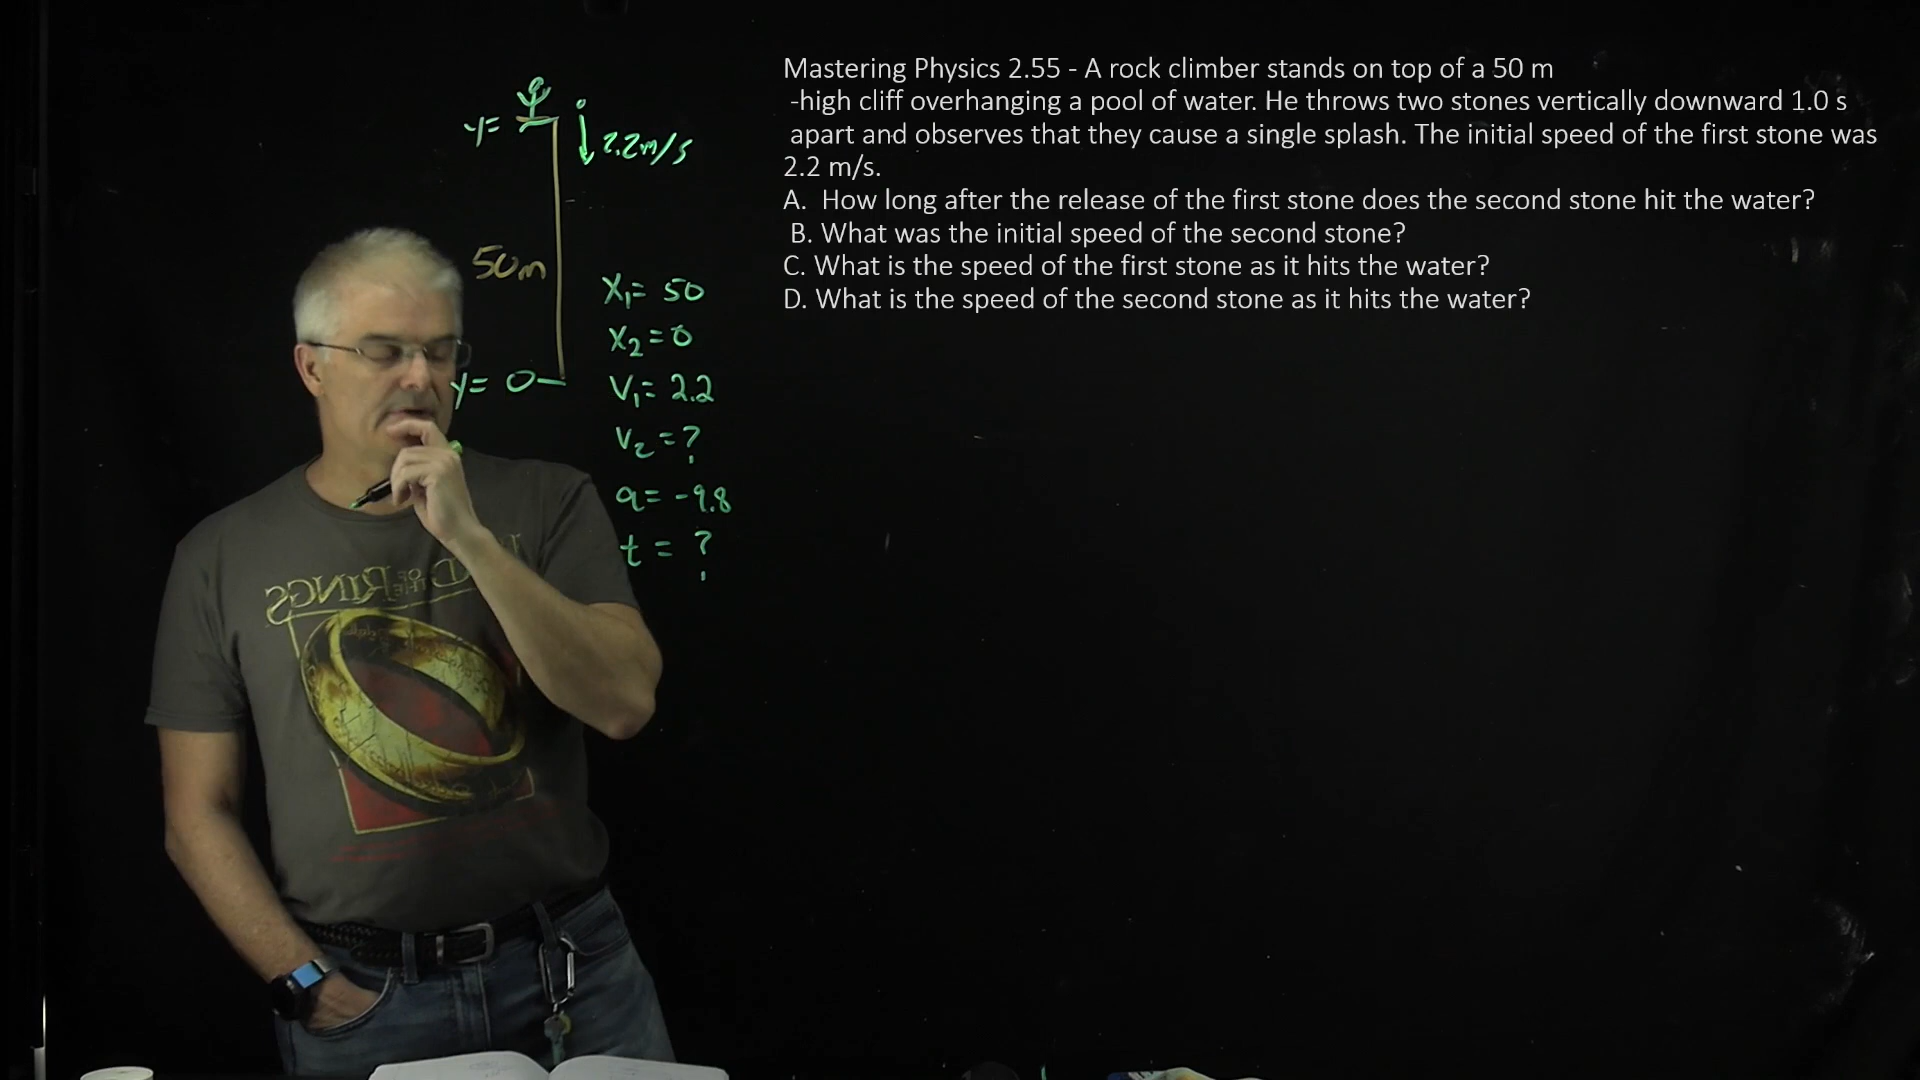 Mastering Physics 2.55 - A rock climber stands on top of a 50 m
-high cliff overhanging a pool of water. He throws two stones vertically downward 1.0 s
apart and observes that they cause a single splash. The initial speed of the first stone was
2.2 m/s.
A. How long after the release of the first stone does the second stone hit the water?
B. What was the initial speed of the second stone?
C. What is the speed of the first stone as it hits the water?
D. What is the speed of the second stone as it hits the water?
y=
2.2m/s
50m
y= 0
X₁= 50
X₂=0
V₁= 2.2
V₂=?
a= -9.8
t = ?
OF THE RINGS